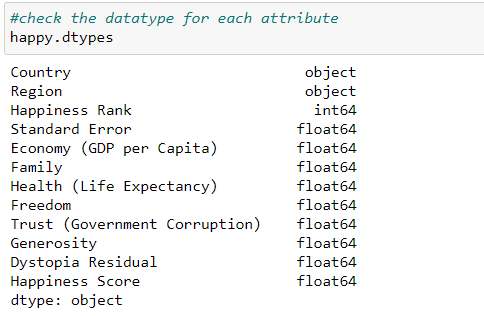 #check the datatype for each attribute
happy.dtypes
Country object
Region object
Happiness Rank int64
Standard Error float64
Economy (GDP per Capita) float64
Family float64
Health (Life Expectancy) float64
Freedom float64
Trust (Government Corruption) float64
Generosity float64
Dystopia Residual float64
Happiness Score float64
dtype: object